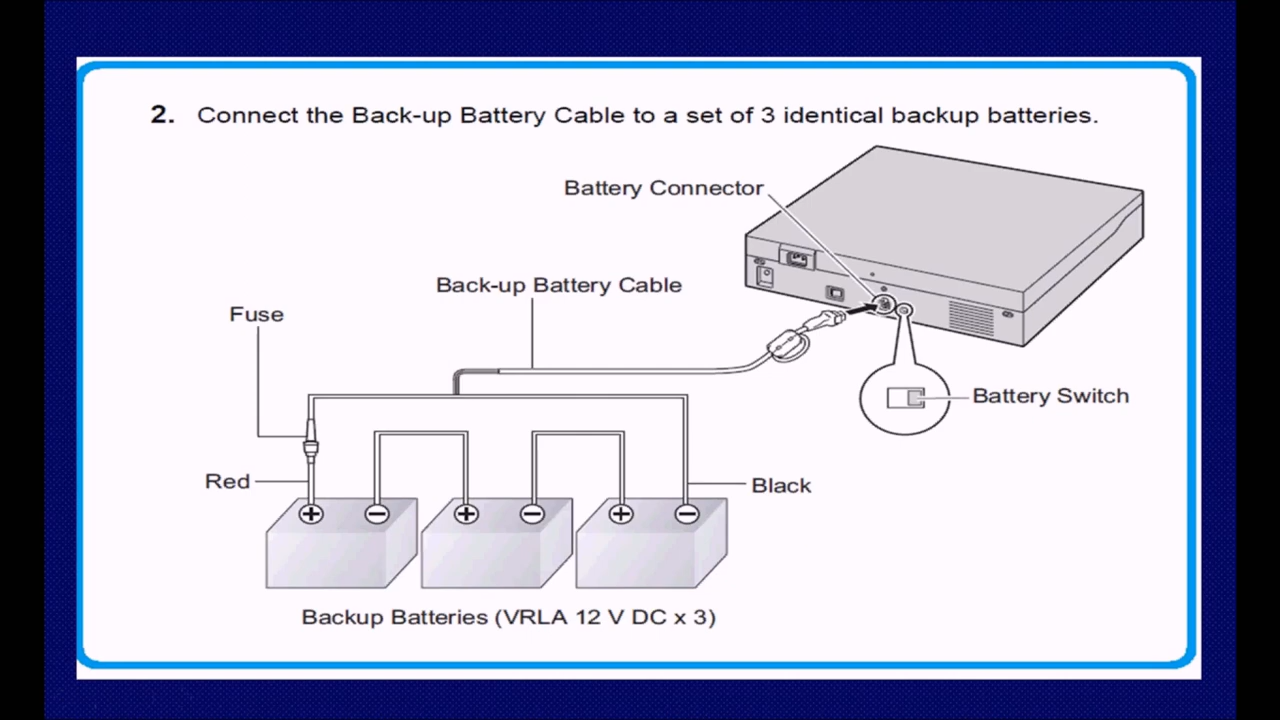 2. Connect the Back-up Battery Cable to a set of 3 identical backup batteries.
Battery Connector
Back-up Battery Cable
Fuse
Battery Switch
Red
Black
+ − + − + −
Backup Batteries (VRLA 12 V DC x 3)